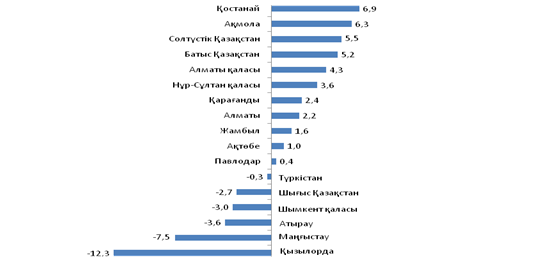 Қостанай 6,9
Ақмола 6,3
Солтүстік Қазақстан 5,5
Батыс Қазақстан 5,2
Алматы қаласы 4,3
Нұр-Сұлтан қаласы 3,6
Қарағанды 2,4
Алматы 2,2
Жамбыл 1,6
Ақтөбе 1,0
Павлодар 0,4
-0,3 Түркістан
-2,7 Шығыс Қазақстан
-3,0 Шымкент қаласы
-3,6 Атырау
-7,5 Маңғыстау
-12,3 Қызылорда